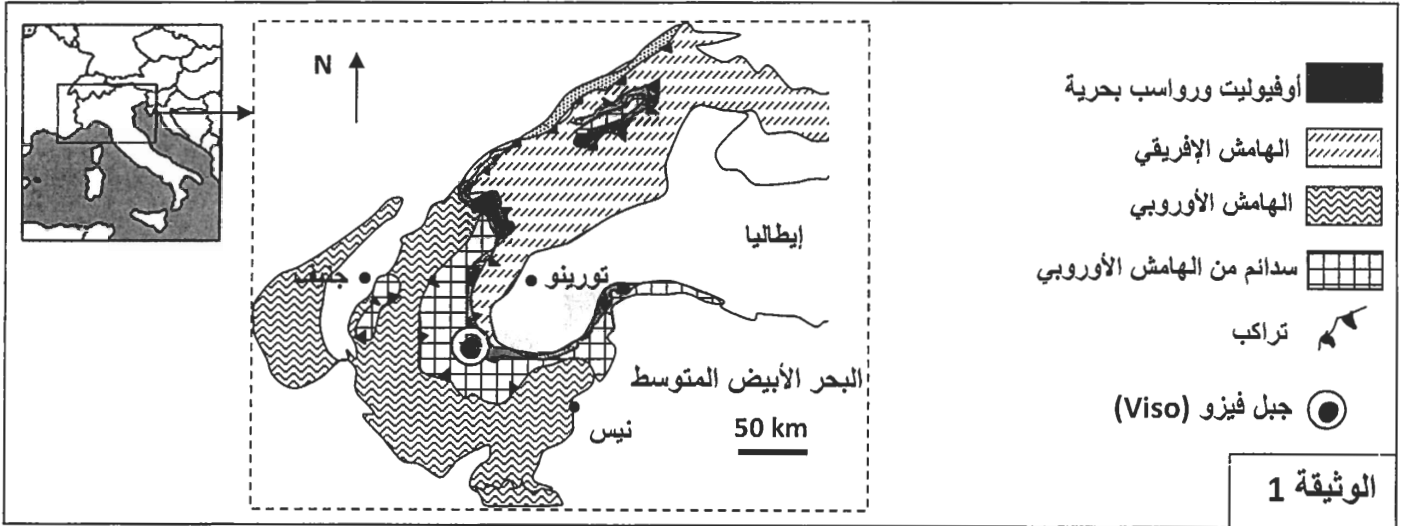 N
أوفيوليت ورواسب بحرية
الهامش الإفريقي
الهامش الأوروبي
سدائم من الهامش الأوروبي
تراكب
جبل فيزو (Viso)
إيطاليا
تورينو
البحر الأبيض المتوسط
نيس
50 km
الوثيقة 1